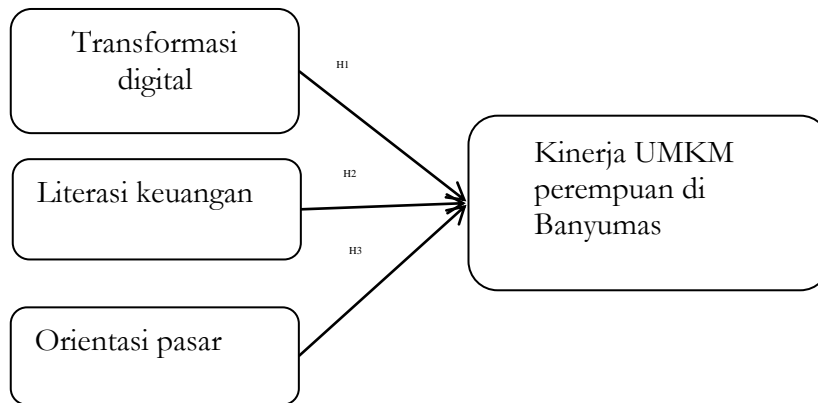 Transformasi
digital
H1
Kinerja UMKM
perempuan di
Banyumas
Literasi keuangan
H2
H3
Orientasi pasar